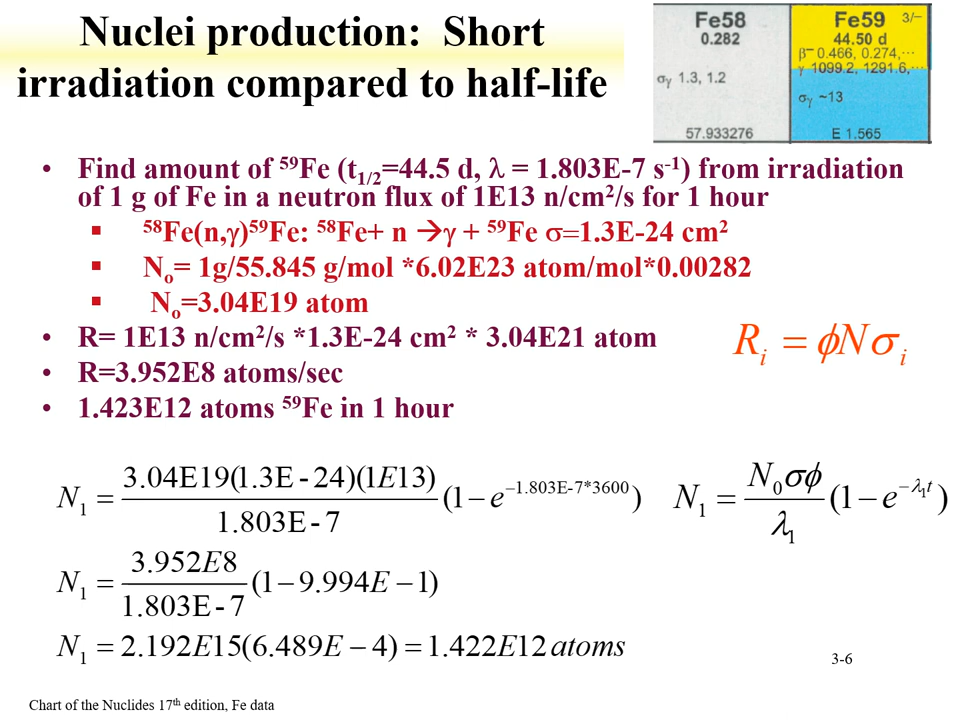 Nuclei production: Short
irradiation compared to half-life
Fe58
0.282
σγ 1.3, 1.2
57.933276
Fe59 3/−
44.50 d
β− 0.466, 0.274,···
γ 1099.2, 1291.6,···
σγ ~13
E 1.565
• Find amount of ⁵⁹Fe (t₁/₂=44.5 d, λ = 1.803E-7 s⁻¹) from irradiation
of 1 g of Fe in a neutron flux of 1E13 n/cm²/s for 1 hour
▪ ⁵⁸Fe(n,γ)⁵⁹Fe: ⁵⁸Fe+ n →γ + ⁵⁹Fe σ=1.3E-24 cm²
▪ Nₒ= 1g/55.845 g/mol *6.02E23 atom/mol*0.00282
▪ Nₒ=3.04E19 atom
• R= 1E13 n/cm²/s *1.3E-24 cm² * 3.04E21 atom
Rᵢ = ϕNσᵢ
• R=3.952E8 atoms/sec
• 1.423E12 atoms ⁵⁹Fe in 1 hour
N₁ = 3.04E19(1.3E - 24)(1E13) / 1.803E - 7 (1 − e^−1.803E-7*3600)
N₁ = N₀σϕ / λ₁ (1 − e^−λ₁t)
N₁ = 3.952E8 / 1.803E - 7 (1 − 9.994E − 1)
N₁ = 2.192E15(6.489E − 4) = 1.422E12 atoms
3-6
Chart of the Nuclides 17th edition, Fe data